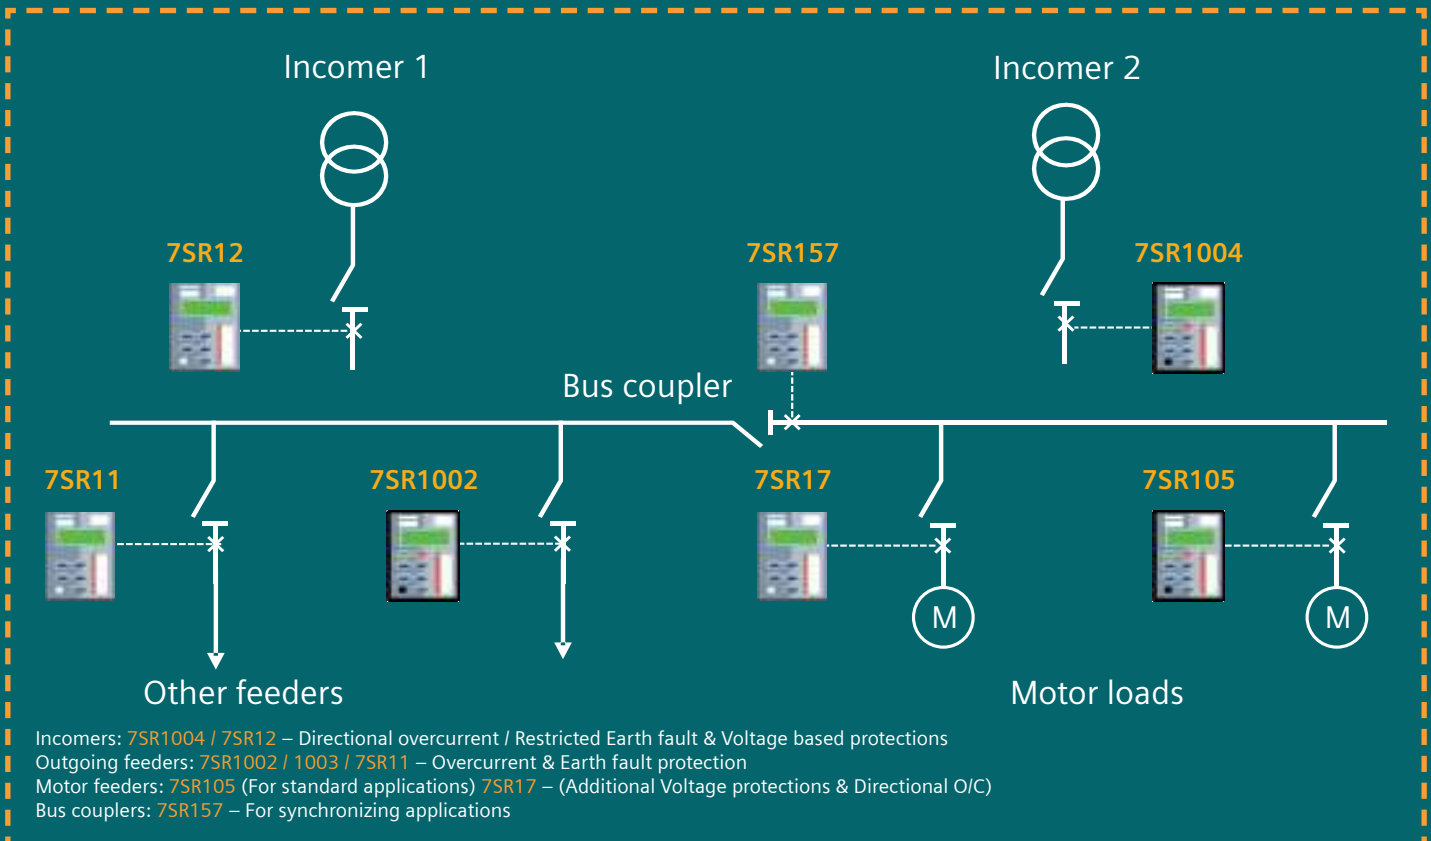 Incomer 1
Incomer 2
7SR12
7SR157
7SR1004
Bus coupler
7SR11
7SR1002
7SR17
7SR105
M
M
Other feeders
Motor loads
Incomers: 7SR1004 / 7SR12 – Directional overcurrent / Restricted Earth fault & Voltage based protections
Outgoing feeders: 7SR1002 / 1003 / 7SR11 – Overcurrent & Earth fault protection
Motor feeders: 7SR105 (For standard applications) 7SR17 – (Additional Voltage protections & Directional O/C)
Bus couplers: 7SR157 – For synchronizing applications